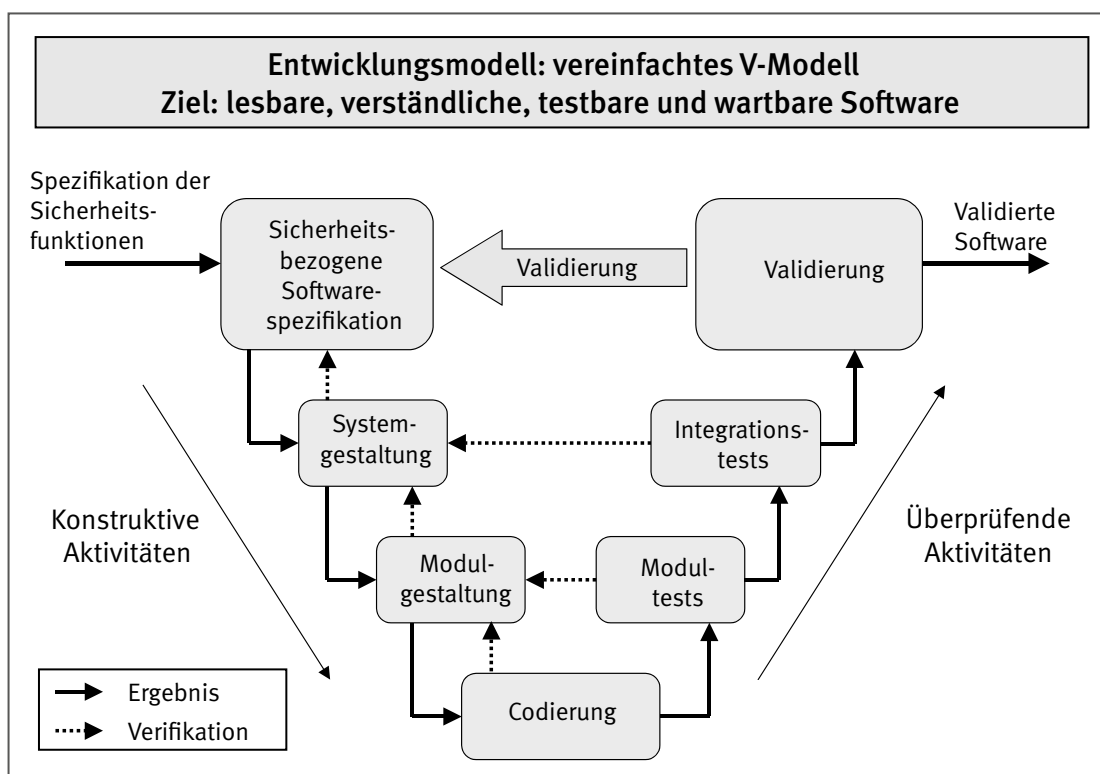 Entwicklungsmodell: vereinfachtes V-Modell
Ziel: lesbare, verständliche, testbare und wartbare Software
Spezifikation der
Sicherheits-
funktionen
Sicherheits-
bezogene
Software-
spezifikation
Validierung
Validierung
Validierte
Software
System-
gestaltung
Integrations-
tests
Konstruktive
Aktivitäten
Modul-
gestaltung
Modul-
tests
Überprüfende
Aktivitäten
Codierung
Ergebnis
Verifikation